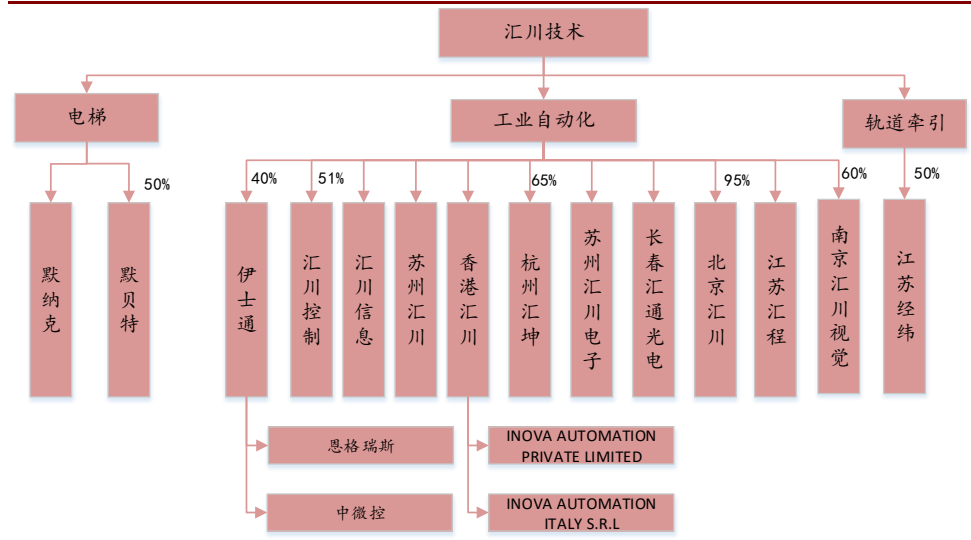 汇川技术
电梯
工业自动化
轨道牵引
50%
40%
51%
65%
95%
60%
50%
默纳克
默贝特
伊士通
汇川控制
汇川信息
苏州汇川
香港汇川
杭州汇坤
苏州汇川电子
长春汇通光电
北京汇川
江苏汇程
南京汇川视觉
江苏经纬
恩格瑞斯
INOVA AUTOMATION
PRIVATE LIMITED
中微控
INOVA AUTOMATION
ITALY S.R.L